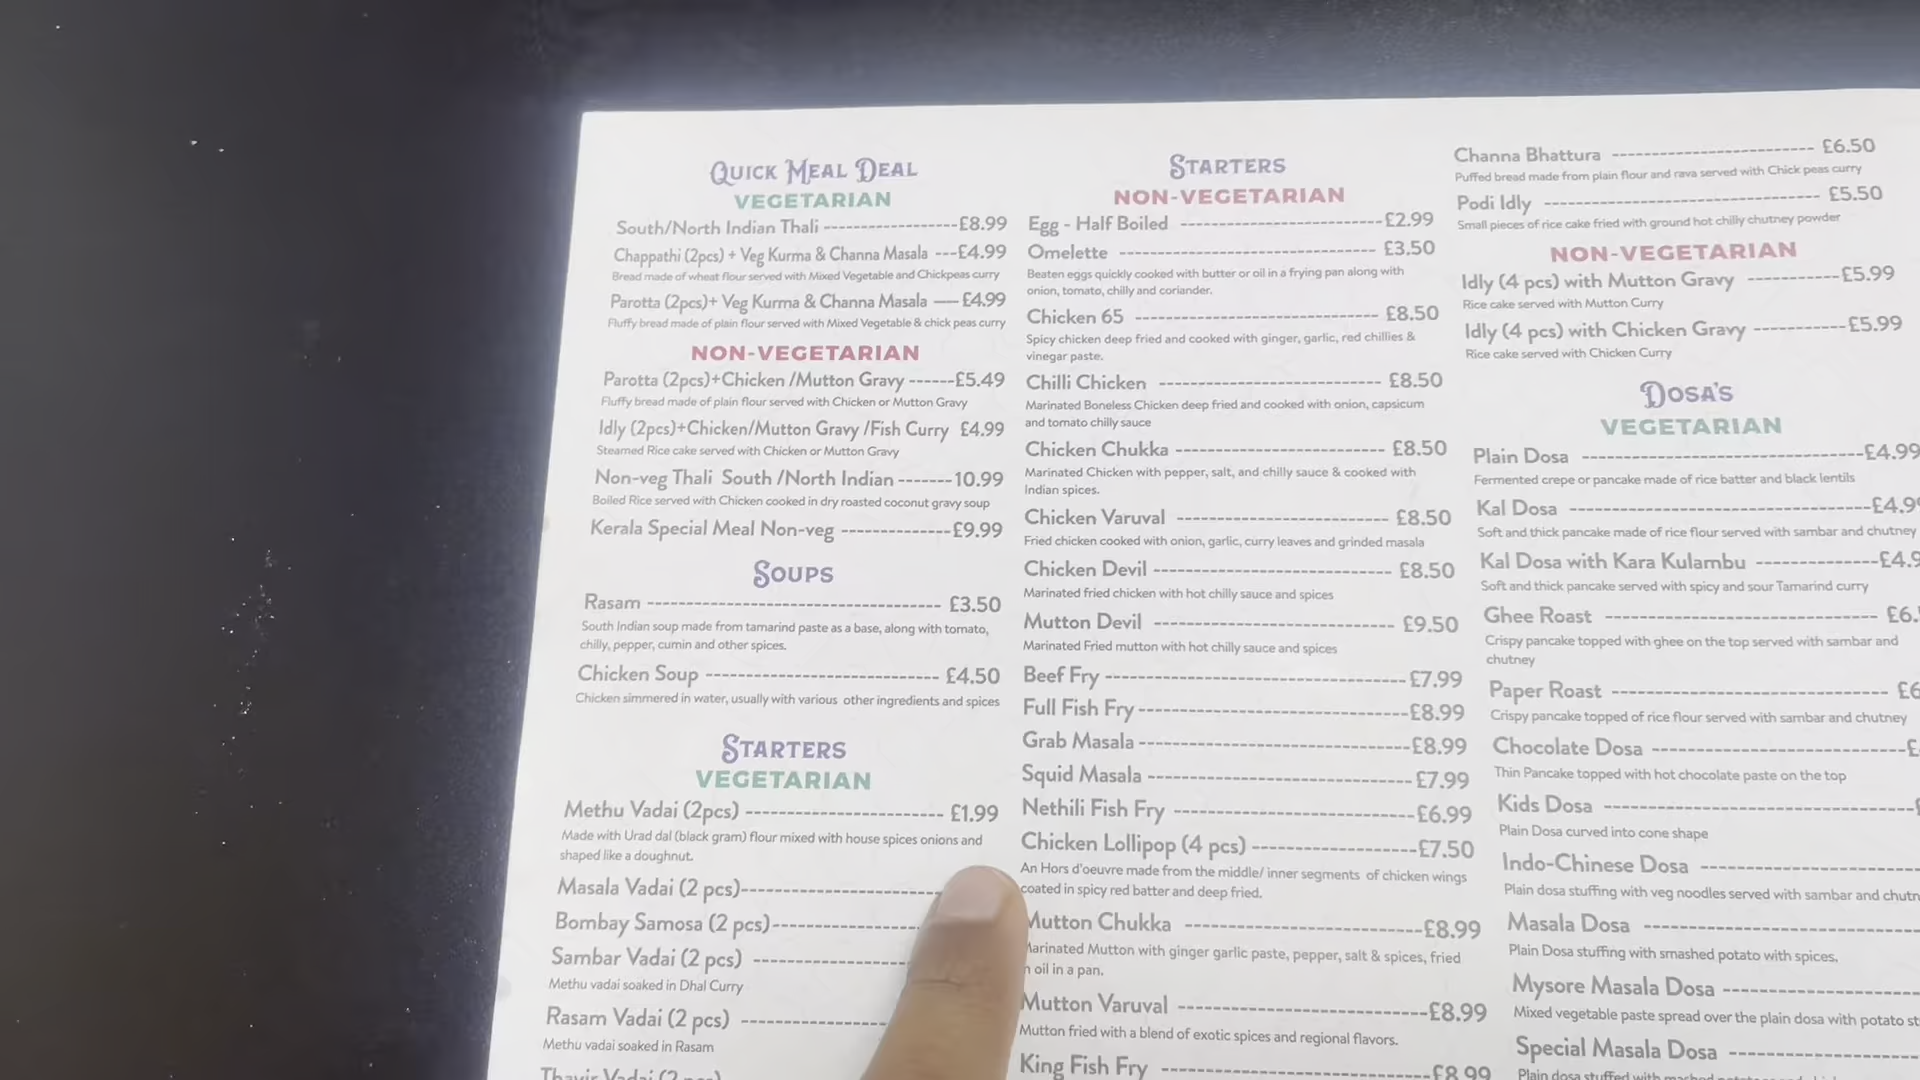 QUICK MEAL DEAL
VEGETARIAN
South/North Indian Thali -----------------£8.99
Chappathi (2pcs) + Veg Kurma & Channa Masala ---£4.99
Bread made of wheat flour served with Mixed Vegetable and Chickpeas curry
Parotta (2pcs)+ Veg Kurma & Channa Masala —-£4.99
Fluffy bread made of plain flour served with Mixed Vegetable & chick peas curry
NON-VEGETARIAN
Parotta (2pcs)+Chicken /Mutton Gravy ------£5.49
Fluffy bread made of plain flour served with Chicken or Mutton Gravy
Idly (2pcs)+Chicken/Mutton Gravy /Fish Curry £4.99
Steamed Rice cake served with Chicken or Mutton Gravy
Non-veg Thali South /North Indian -------10.99
Boiled Rice served with Chicken cooked in dry roasted coconut gravy soup
Kerala Special Meal Non-veg --------------£9.99
SOUPS
Rasam -------------------------------------- £3.50
South Indian soup made from tamarind paste as a base, along with tomato,
chilly, pepper, cumin and other spices.
Chicken Soup ------------------------------ £4.50
Chicken simmered in water, usually with various other ingredients and spices
STARTERS
VEGETARIAN
Methu Vadai (2pcs) -------------------------- £1.99
Made with Urad dal (black gram) flour mixed with house spices onions and
shaped like a doughnut.
Masala Vadai (2 pcs)--------------------------
Bombay Samosa (2 pcs)-------------------
Sambar Vadai (2 pcs) --------------------
Methu vadai soaked in Dhal Curry
Rasam Vadai (2 pcs) -------------------
Methu vadai soaked in Rasam
STARTERS
NON-VEGETARIAN
Egg - Half Boiled --------------------------£2.99
Omelette --------------------------------- £3.50
Beaten eggs quickly cooked with butter or oil in a frying pan along with
onion, tomato, chilly and coriander.
Chicken 65 ------------------------------- £8.50
Spicy chicken deep fried and cooked with ginger, garlic, red chillies &
vinegar paste.
Chilli Chicken ----------------------------- £8.50
Marinated Boneless Chicken deep fried and cooked with onion, capsicum
and tomato chilly sauce
Chicken Chukka --------------------------- £8.50
Marinated Chicken with pepper, salt, and chilly sauce & cooked with
Indian spices.
Chicken Varuval --------------------------- £8.50
Fried chicken cooked with onion, garlic, curry leaves and grinded masala
Chicken Devil ------------------------------ £8.50
Marinated fried chicken with hot chilly sauce and spices
Mutton Devil ------------------------------ £9.50
Marinated Fried mutton with hot chilly sauce and spices
Beef Fry --------------------------------------£7.99
Full Fish Fry-----------------------------------£8.99
Grab Masala-----------------------------------£8.99
Squid Masala----------------------------------£7.99
Nethili Fish Fry -------------------------------£6.99
Chicken Lollipop (4 pcs) ---------------------£7.50
An Hors d'oeuvre made from the middle/ inner segments of chicken wings
coated in spicy red batter and deep fried.
Mutton Chukka ------------------------------£8.99
Marinated Mutton with ginger garlic paste, pepper, salt & spices, fried
oil in a pan.
Mutton Varuval -------------------------------£8.99
Mutton fried with a blend of exotic spices and regional flavors.
King Fish Fry ----------------------------------£8.99
Channa Bhattura -------------------------- £6.50
Puffed bread made from plain flour and rava served with Chick peas curry
Podi Idly ----------------------------------- £5.50
Small pieces of rice cake fried with ground hot chilly chutney powder
NON-VEGETARIAN
Idly (4 pcs) with Mutton Gravy -----------£5.99
Rice cake served with Mutton Curry
Idly (4 pcs) with Chicken Gravy -----------£5.99
Rice cake served with Chicken Curry
DOSA'S
VEGETARIAN
Plain Dosa -----------------------------------£4.99
Fermented crepe or pancake made of rice batter and black lentils
Kal Dosa -------------------------------------£4.9
Soft and thick pancake made of rice flour served with sambar and chutney
Kal Dosa with Kara Kulambu ---------------£4.9
Soft and thick pancake served with spicy and sour Tamarind curry
Ghee Roast ---------------------------------- £6.
Crispy pancake topped with ghee on the top served with sambar and
chutney
Paper Roast ---------------------------------- £6
Crispy pancake topped of rice flour served with sambar and chutney
Chocolate Dosa -------------------------------£
Thin Pancake topped with hot chocolate paste on the top
Kids Dosa --------------------------------------
Plain Dosa curved into cone shape
Indo-Chinese Dosa ---------------------------
Plain dosa stuffing with veg noodles served with sambar and chutn
Masala Dosa ----------------------------------
Plain Dosa stuffing with smashed potato with spices.
Mysore Masala Dosa ------------------------
Mixed vegetable paste spread over the plain dosa with potato st
Special Masala Dosa ------------------------